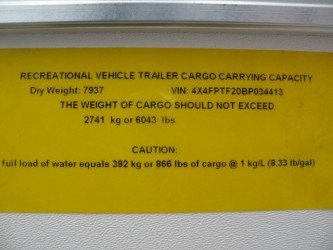 RECREATIONAL VEHICLE TRAILER CARGO CARRYING CAPACITY
Dry Weight: 7937 VIN: 4X4FPTF20BP034413
THE WEIGHT OF CARGO SHOULD NOT EXCEED
2741 kg or 6043 lbs
CAUTION:
full load of water equals 392 kg or 866 lbs of cargo @ 1 kg/L (8.33 lb/gal)